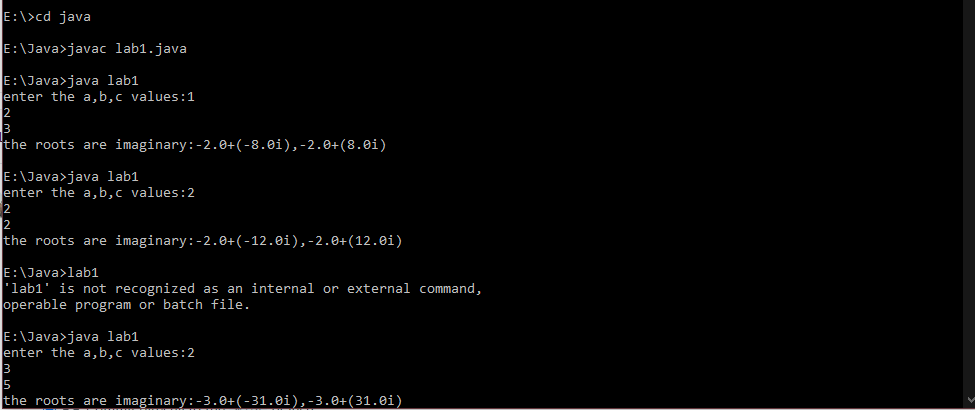 E:\>cd java
E:\Java>javac lab1.java
E:\Java>java lab1
enter the a,b,c values:1
2
3
the roots are imaginary:-2.0+(-8.0i),-2.0+(8.0i)
E:\Java>java lab1
enter the a,b,c values:2
2
2
the roots are imaginary:-2.0+(-12.0i),-2.0+(12.0i)
E:\Java>lab1
'lab1' is not recognized as an internal or external command,
operable program or batch file.
E:\Java>java lab1
enter the a,b,c values:2
3
5
the roots are imaginary:-3.0+(-31.0i),-3.0+(31.0i)